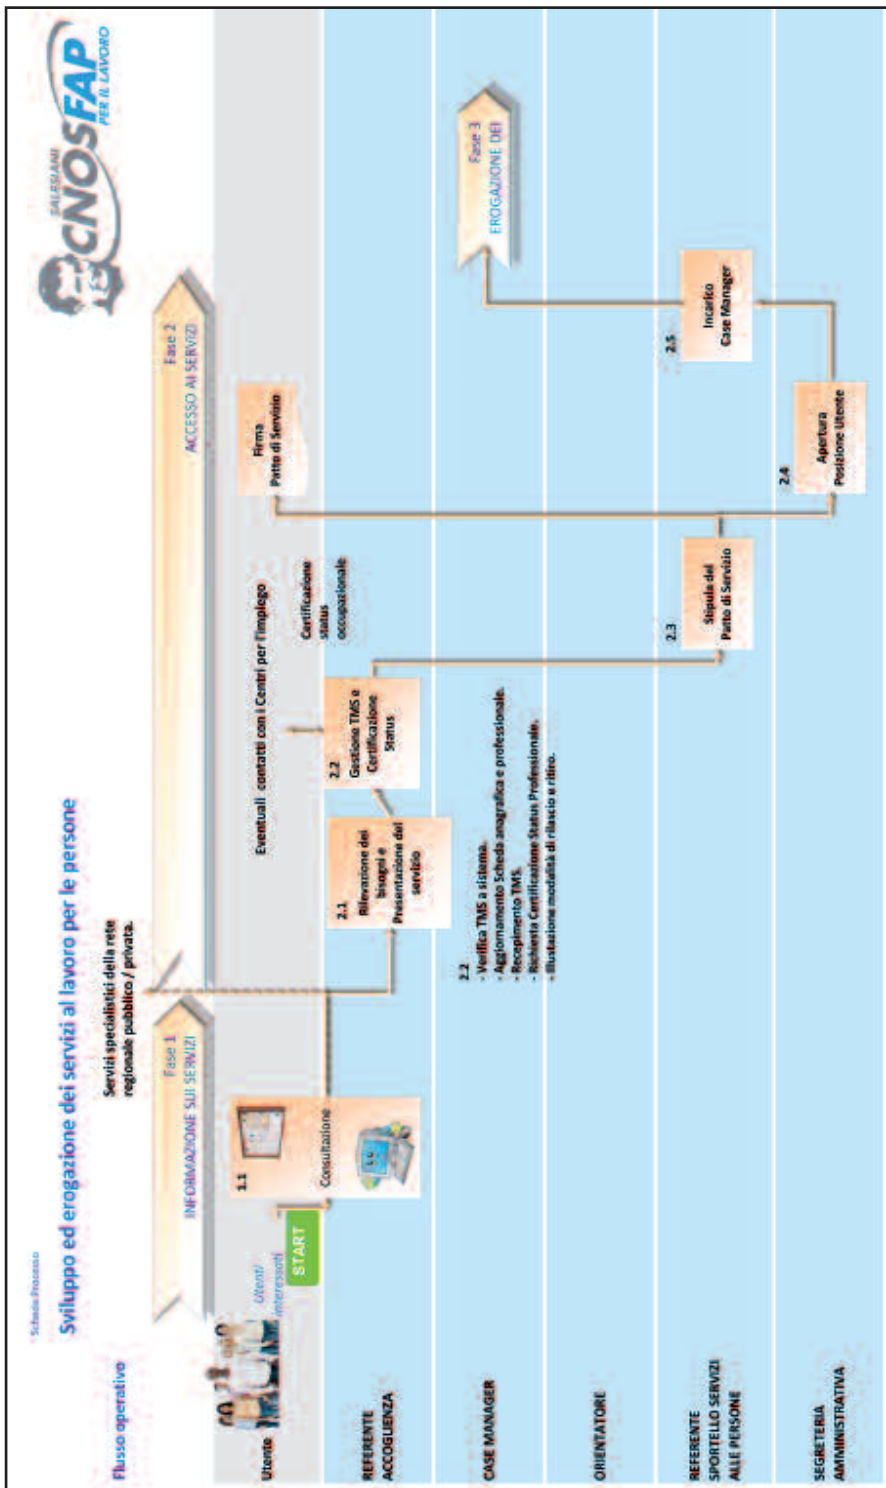 Scheda Processo
Sviluppo ed erogazione dei servizi al lavoro per le persone
SALESIANI
CNOSFAP
PER IL LAVORO
Flusso operativo
Servizi specialistici della rete
regionale pubblico / privata.
Fase 1
INFORMAZIONE SUI SERVIZI
Fase 2
ACCESSO AI SERVIZI
Utente
Utenti
interessati
START
1.1
Consultazione
Eventuali contatti con i Centri per l'impiego
Certificazione
status
occupazionale
Firma
Patto di Servizio
REFERENTE
ACCOGLIENZA
2.1
Rilevazione dei
bisogni e
Presentazione del
servizio
2.2
Gestione TMS e
Certificazione
Status
CASE MANAGER
2.2
- Verifica TMS a sistema.
- Aggiornamento Scheda anagrafica e professionale.
- Recepimento TMS.
- Richiesta Certificazione Status Professionale.
- Illustazione modalità di rilascio e ritiro.
Fase 3
EROGAZIONE DEI
ORIENTATORE
REFERENTE
SPORTELLO SERVIZI
ALLE PERSONE
2.3
Stipula del
Patto di Servizio
2.5
Incarico
Case Manager
SEGRETERIA
AMMINISTRATIVA
2.4
Apertura
Posizione Utente